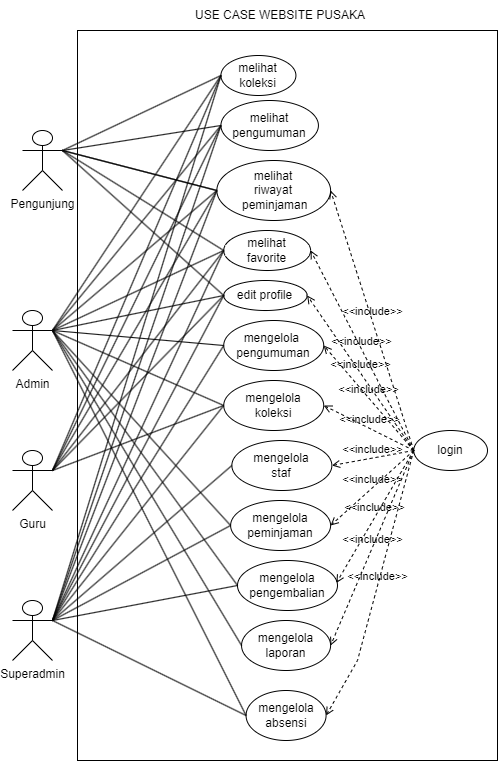 USE CASE WEBSITE PUSAKA
melihat
koleksi
melihat
pengumuman
Pengunjung
melihat
riwayat
peminjaman
melihat
favorite
edit profile
<<include>>
Admin
mengelola
pengumuman
<<include>>
<<include>>
mengelola
koleksi
<<include>>
<<include>>
Guru
mengelola
staf
<<include>>
login
<<include>>
mengelola
peminjaman
<<include>>
<<include>>
mengelola
pengembalian
<<include>>
Superadmin
mengelola
laporan
mengelola
absensi